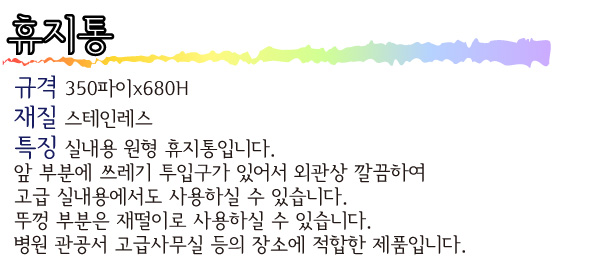 휴지통
규격 350파이x680H
재질 스테인레스
특징 실내용 원형 휴지통입니다.
앞 부분에 쓰레기 투입구가 있어서 외관상 깔끔하여
고급 실내용에서도 사용하실 수 있습니다.
뚜껑 부분은 재떨이로 사용하실 수 있습니다.
병원 관공서 고급사무실 등의 장소에 적합한 제품입니다.